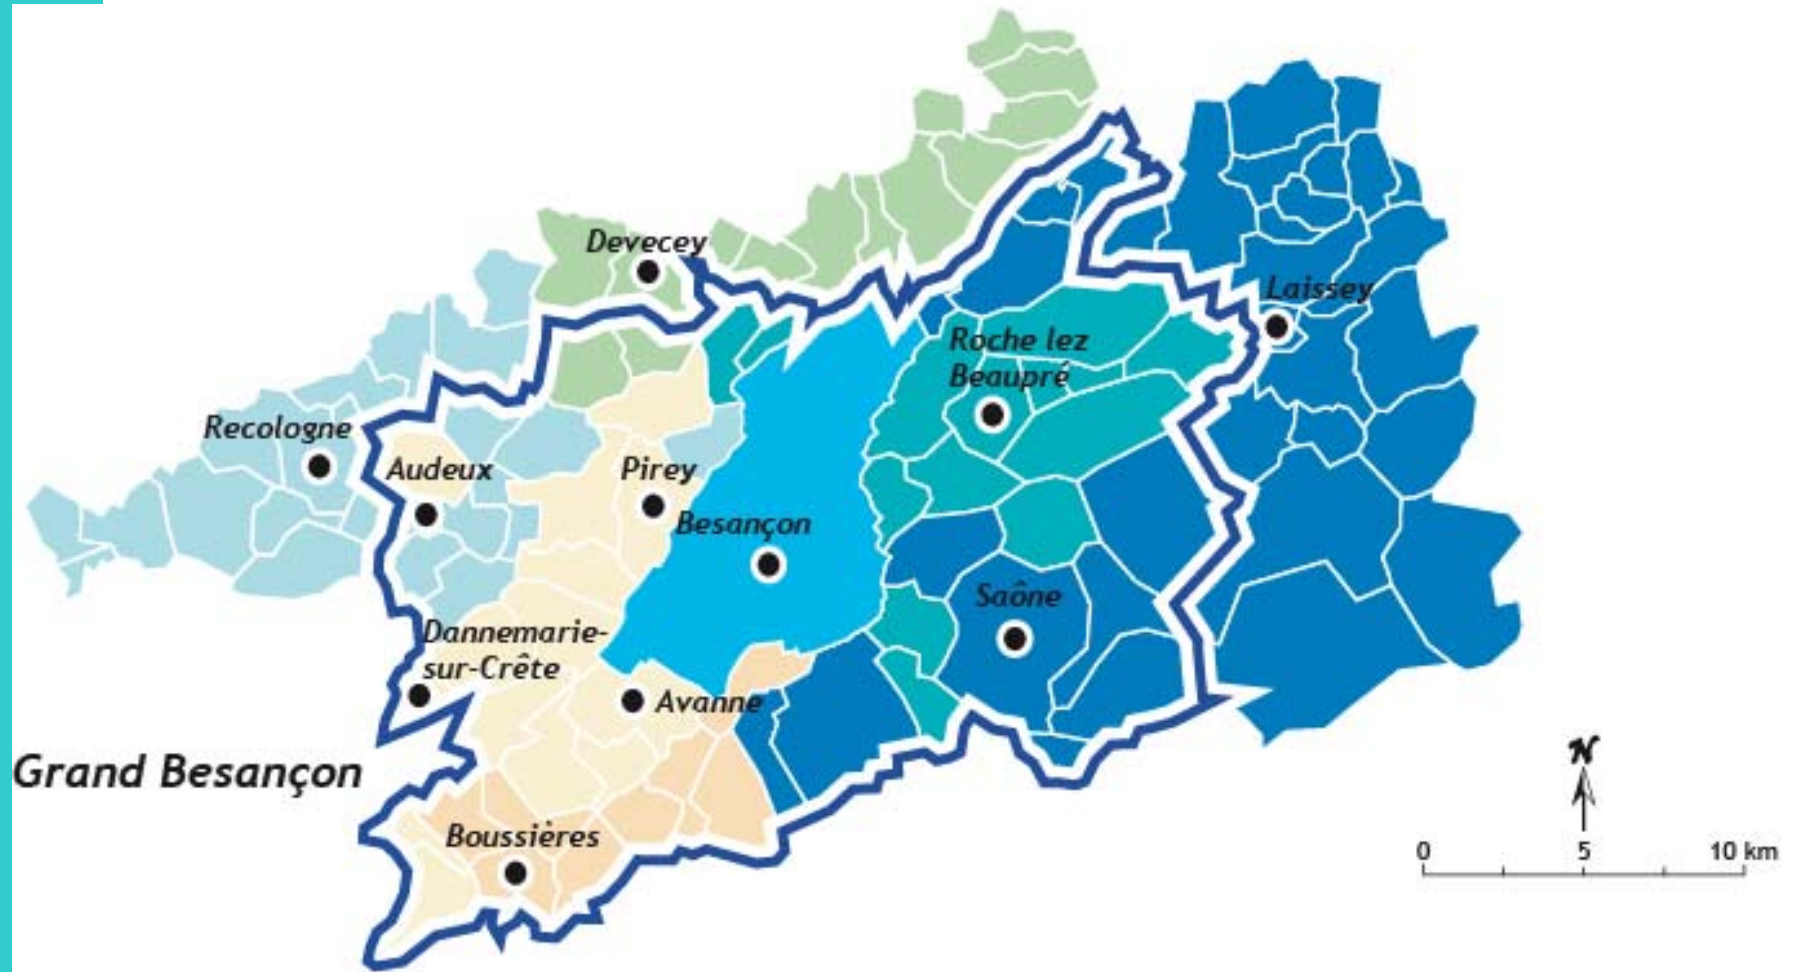 Devecey
Laissey
Roche lez
Beaupré
Recologne
Audeux
Pirey
Besançon
Saône
Dannemarie-
sur-Crête
Avanne
Grand Besançon
N
Boussières
0 5 10 km